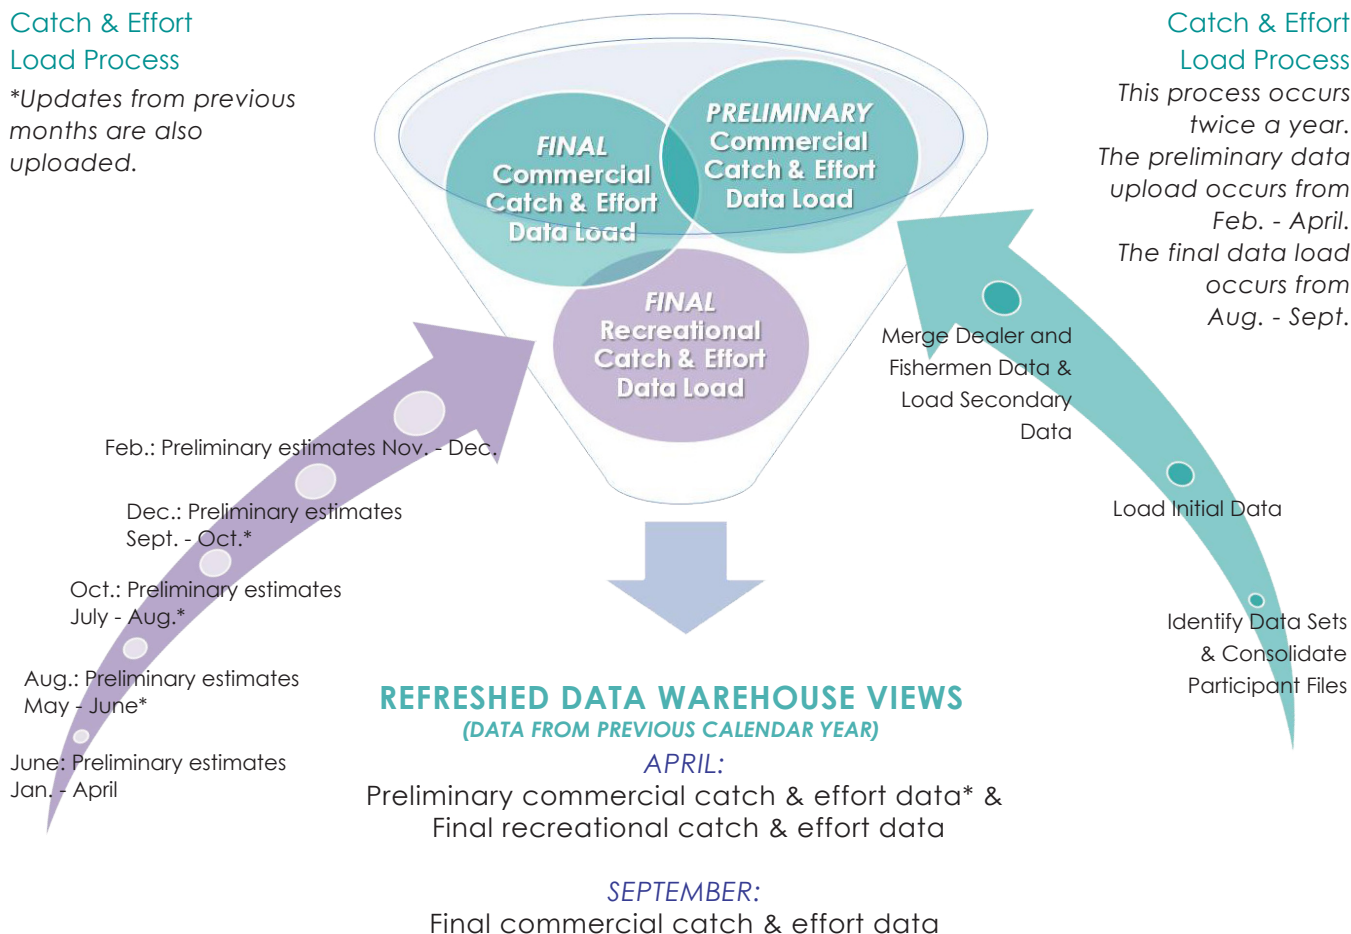 Catch & Effort
Load Process
*Updates from previous
months are also
uploaded.
Catch & Effort
Load Process
This process occurs
twice a year.
The preliminary data
upload occurs from
Feb. - April.
The final data load
occurs from
Aug. - Sept.
FINAL
Commercial
Catch & Effort
Data Load
PRELIMINARY
Commercial
Catch & Effort
Data Load
FINAL
Recreational
Catch & Effort
Data Load
Feb.: Preliminary estimates Nov. - Dec.
Dec.: Preliminary estimates
Sept. - Oct.*
Oct.: Preliminary estimates
July - Aug.*
Aug.: Preliminary estimates
May - June*
June: Preliminary estimates
Jan. - April
Merge Dealer and
Fishermen Data &
Load Secondary
Data
Load Initial Data
Identify Data Sets
& Consolidate
Participant Files
REFRESHED DATA WAREHOUSE VIEWS
(DATA FROM PREVIOUS CALENDAR YEAR)
APRIL:
Preliminary commercial catch & effort data* &
Final recreational catch & effort data
SEPTEMBER:
Final commercial catch & effort data